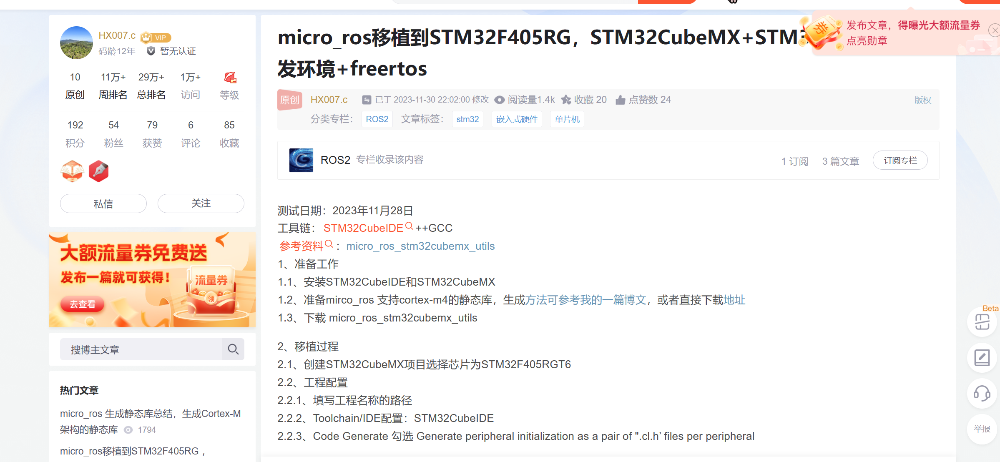 HX007.c
VIP
码龄12年
暂无认证
10 11万+ 29万+ 1万+
原创 周排名 总排名 访问 等级
192 54 79 6 85
积分 粉丝 获赞 评论 收藏
私信 关注
大额流量券免费送
发布一篇就可获得！
流量券
领
去查看
搜博主文章
热门文章
micro_ros 生成静态库总结，生成Cortex-M
架构的静态库 1794
micro_ros移植到STM32F405RG，
micro_ros移植到STM32F405RG，STM32CubeMX+STM
发环境+freertos
券
发布文章，得曝光大额流量券
点亮勋章
原创 HX007.c 已于 2023-11-30 22:02:00 修改 阅读量1.4k 收藏 20 点赞数 24 版权
分类专栏： ROS2 文章标签： stm32 嵌入式硬件 单片机
ROS2 专栏收录该内容 1 订阅 3 篇文章 订阅专栏
测试日期：2023年11月28日
工具链： STM32CubeIDE ++GCC
参考资料 ： micro_ros_stm32cubemx_utils
1、准备工作
1.1、安装STM32CubeIDE和STM32CubeMX
1.2、准备mirco_ros 支持cortex-m4的静态库，生成方法可参考我的一篇博文，或者直接下载地址
1.3、下载 micro_ros_stm32cubemx_utils
2、移植过程
2.1、创建STM32CubeMX项目选择芯片为STM32F405RGT6
2.2、工程配置
2.2.1、填写工程名称的路径
2.2.2、Toolchain/IDE配置：STM32CubeIDE
2.2.3、Code Generate 勾选 Generate peripheral initialization as a pair of ".cl.h’ files per peripheral
Beta
举报